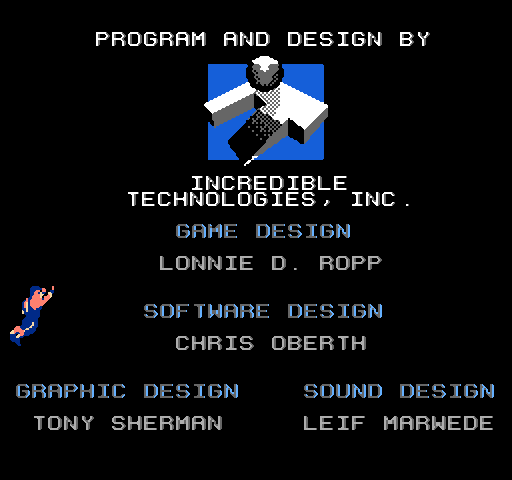 PROGRAM AND DESIGN BY
INCREDIBLE
TECHNOLOGIES, INC.
GAME DESIGN
LONNIE D. ROPP
SOFTWARE DESIGN
CHRIS OBERTH
GRAPHIC DESIGN
TONY SHERMAN
SOUND DESIGN
LEIF MARWEDE